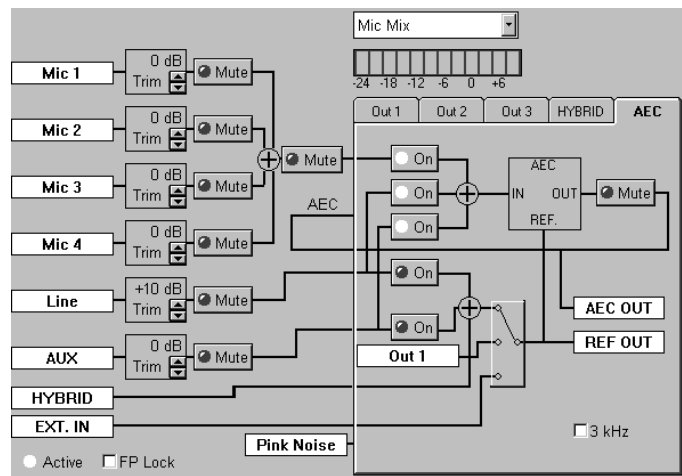 Mic Mix
-24 -18 -12 -6 0 +6
Out 1 Out 2 Out 3 HYBRID AEC
Mic 1 0 dB Trim Mute
Mic 2 0 dB Trim
Mute
Mic 3 0 dB Trim Mute
Mic 4 0 dB Trim Mute
Line +10 dB Trim Mute
AUX 0 dB Trim Mute
HYBRID
EXT. IN
Active FP Lock
Mute
AEC
Pink Noise
On
On
On
On
On
Out 1
AEC
IN OUT
REF.
Mute
AEC OUT
REF OUT
3 kHz